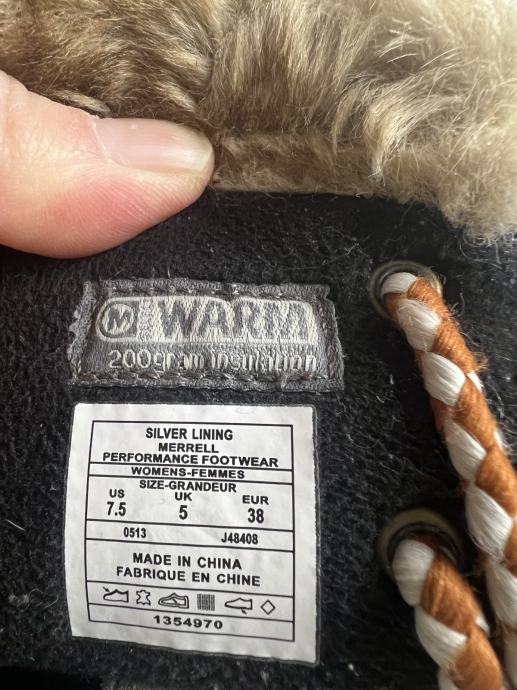 M WARM
200gram insulation
SILVER LINING
MERRELL
PERFORMANCE FOOTWEAR
WOMENS-FEMMES
SIZE-GRANDEUR
US UK EUR
7.5 5 38
0513 J48408
MADE IN CHINA
FABRIQUE EN CHINE
1354970